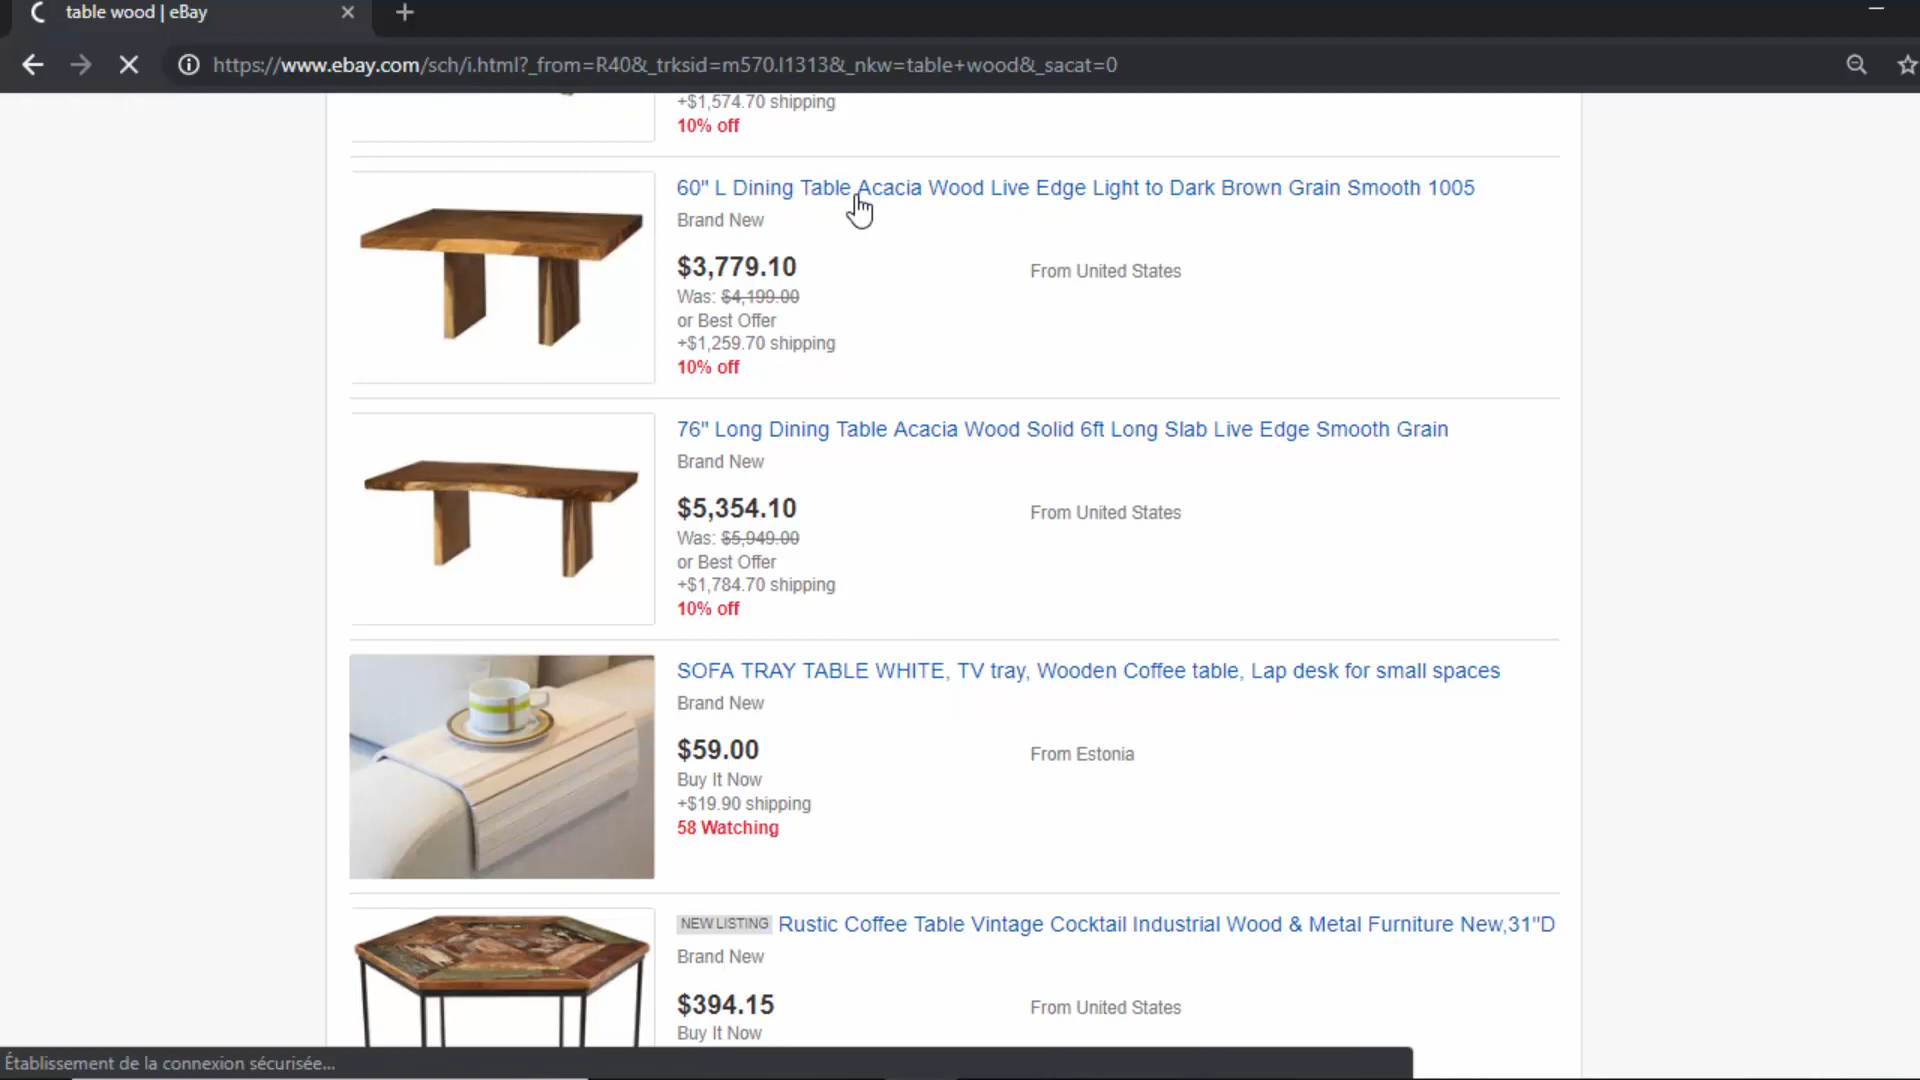 table wood | eBay
https://www.ebay.com/sch/i.html?_from=R40&_trksid=m570.l1313&_nkw=table+wood&_sacat=0
+$1,574.70 shipping
10% off
60" L Dining Table Acacia Wood Live Edge Light to Dark Brown Grain Smooth 1005
Brand New
$3,779.10
From United States
Was: $4,199.00
or Best Offer
+$1,259.70 shipping
10% off
76" Long Dining Table Acacia Wood Solid 6ft Long Slab Live Edge Smooth Grain
Brand New
$5,354.10
From United States
Was: $5,949.00
or Best Offer
+$1,784.70 shipping
10% off
SOFA TRAY TABLE WHITE, TV tray, Wooden Coffee table, Lap desk for small spaces
Brand New
$59.00
From Estonia
Buy It Now
+$19.90 shipping
58 Watching
NEW LISTING Rustic Coffee Table Vintage Cocktail Industrial Wood & Metal Furniture New,31"D
Brand New
$394.15
From United States
Buy It Now
Établissement de la connexion sécurisée...